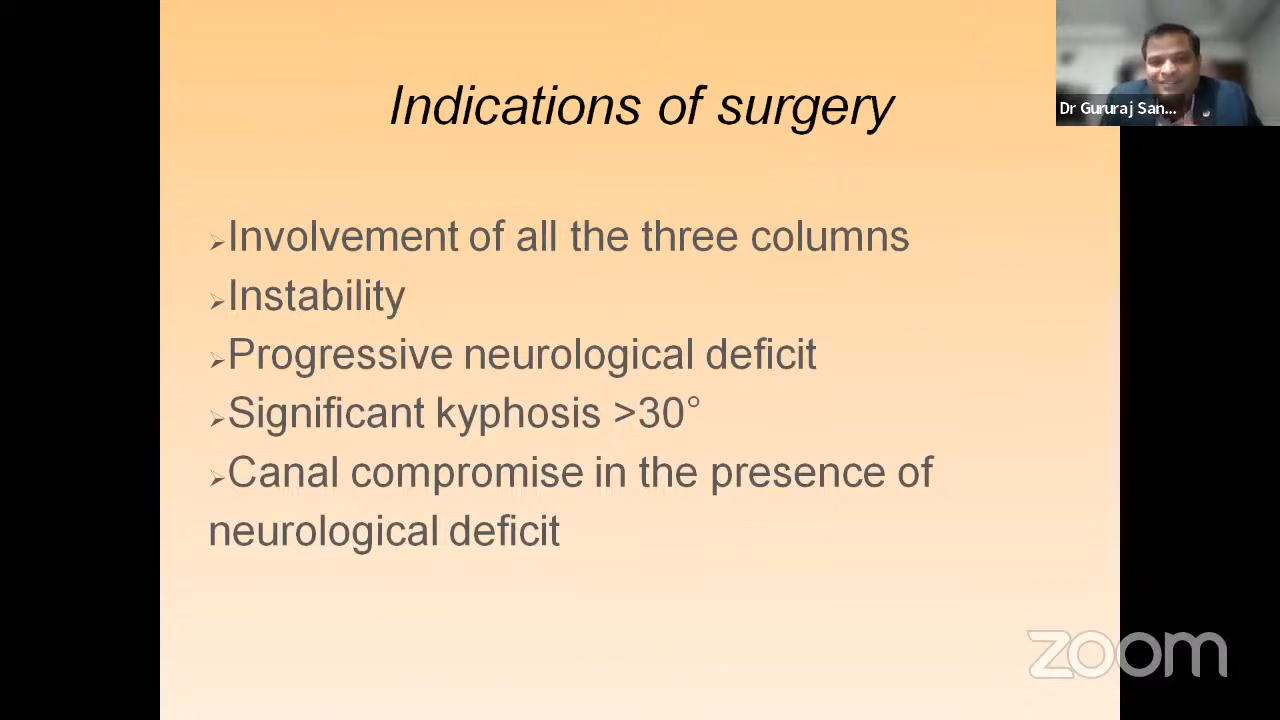 Indications of surgery
Dr Gururaj San...
➢Involvement of all the three columns
➢Instability
➢Progressive neurological deficit
➢Significant kyphosis >30°
➢Canal compromise in the presence of
neurological deficit
zoom